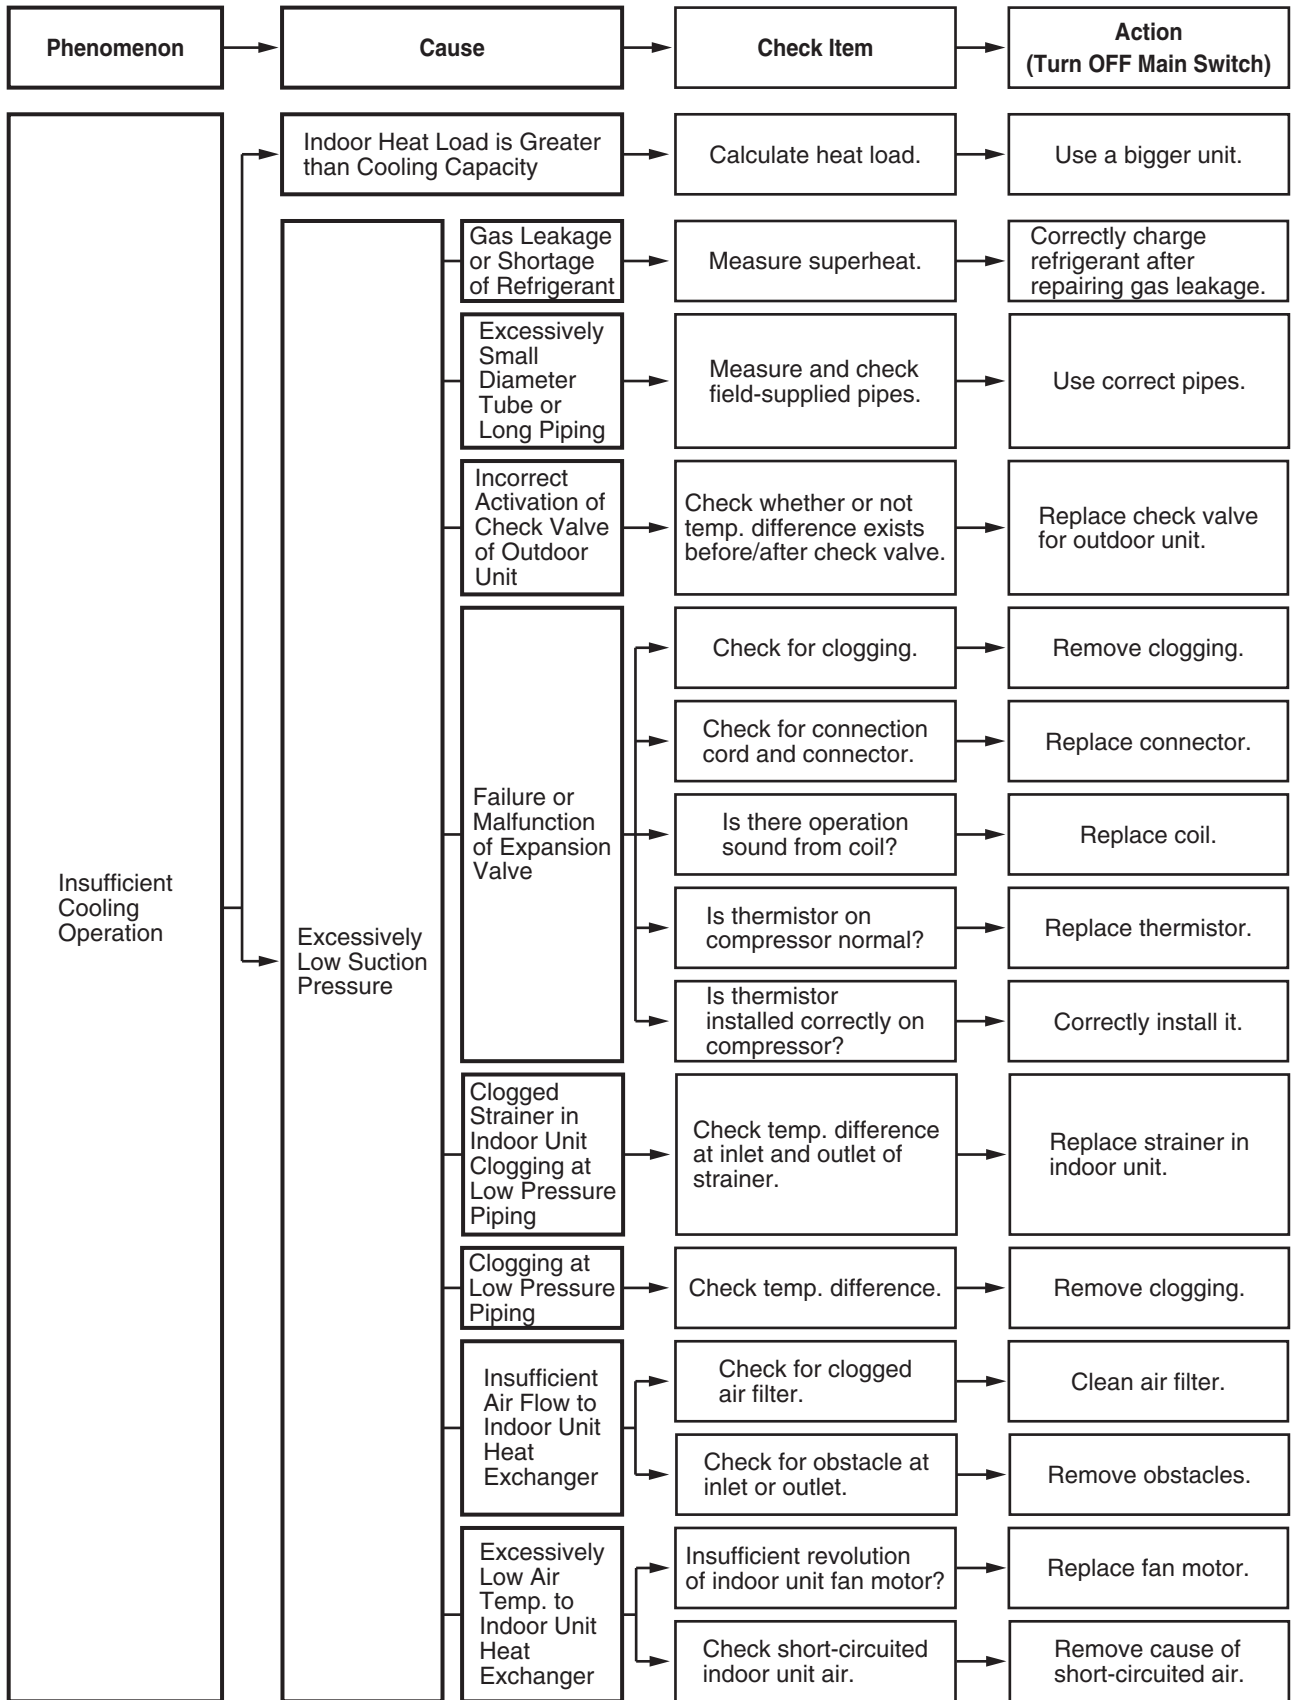 Phenomenon
Cause
Check Item
Action
(Turn OFF Main Switch)
Insufficient
Cooling
Operation
Indoor Heat Load is Greater
than Cooling Capacity
Calculate heat load.
Use a bigger unit.
Excessively
Low Suction
Pressure
Gas Leakage
or Shortage
of Refrigerant
Measure superheat.
Correctly charge
refrigerant after
repairing gas leakage.
Excessively
Small
Diameter
Tube or
Long Piping
Measure and check
field-supplied pipes.
Use correct pipes.
Incorrect
Activation of
Check Valve
of Outdoor
Unit
Check whether or not
temp. difference exists
before/after check valve.
Replace check valve
for outdoor unit.
Failure or
Malfunction
of Expansion
Valve
Check for clogging.
Remove clogging.
Check for connection
cord and connector.
Replace connector.
Is there operation
sound from coil?
Replace coil.
Is thermistor on
compressor normal?
Replace thermistor.
Is thermistor
installed correctly on
compressor?
Correctly install it.
Clogged
Strainer in
Indoor Unit
Clogging at
Low Pressure
Piping
Check temp. difference
at inlet and outlet of
strainer.
Replace strainer in
indoor unit.
Clogging at
Low Pressure
Piping
Check temp. difference.
Remove clogging.
Insufficient
Air Flow to
Indoor Unit
Heat
Exchanger
Check for clogged
air filter.
Clean air filter.
Check for obstacle at
inlet or outlet.
Remove obstacles.
Excessively
Low Air
Temp. to
Indoor Unit
Heat
Exchanger
Insufficient revolution
of indoor unit fan motor?
Replace fan motor.
Check short-circuited
indoor unit air.
Remove cause of
short-circuited air.